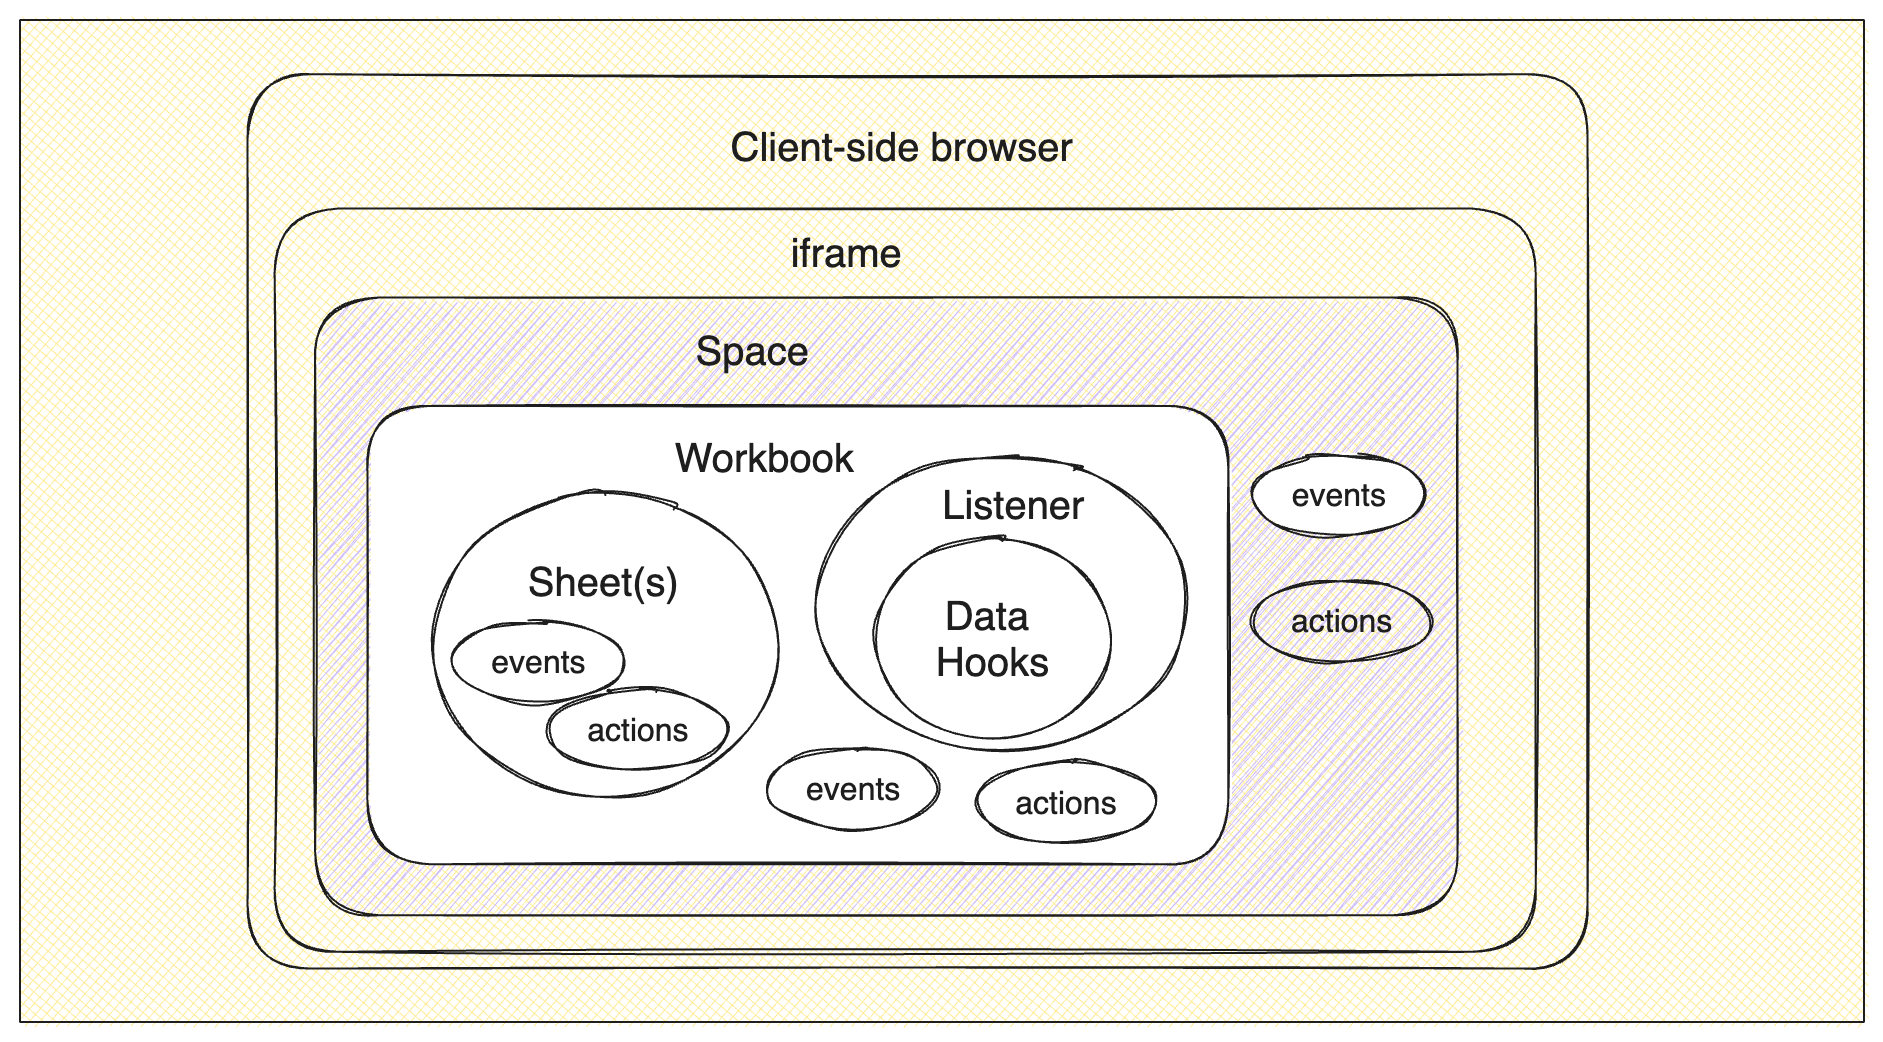 Client-side browser
iframe
Space
Workbook
Listener
Data
Hooks
Sheet(s)
events
actions
events
actions
events
actions